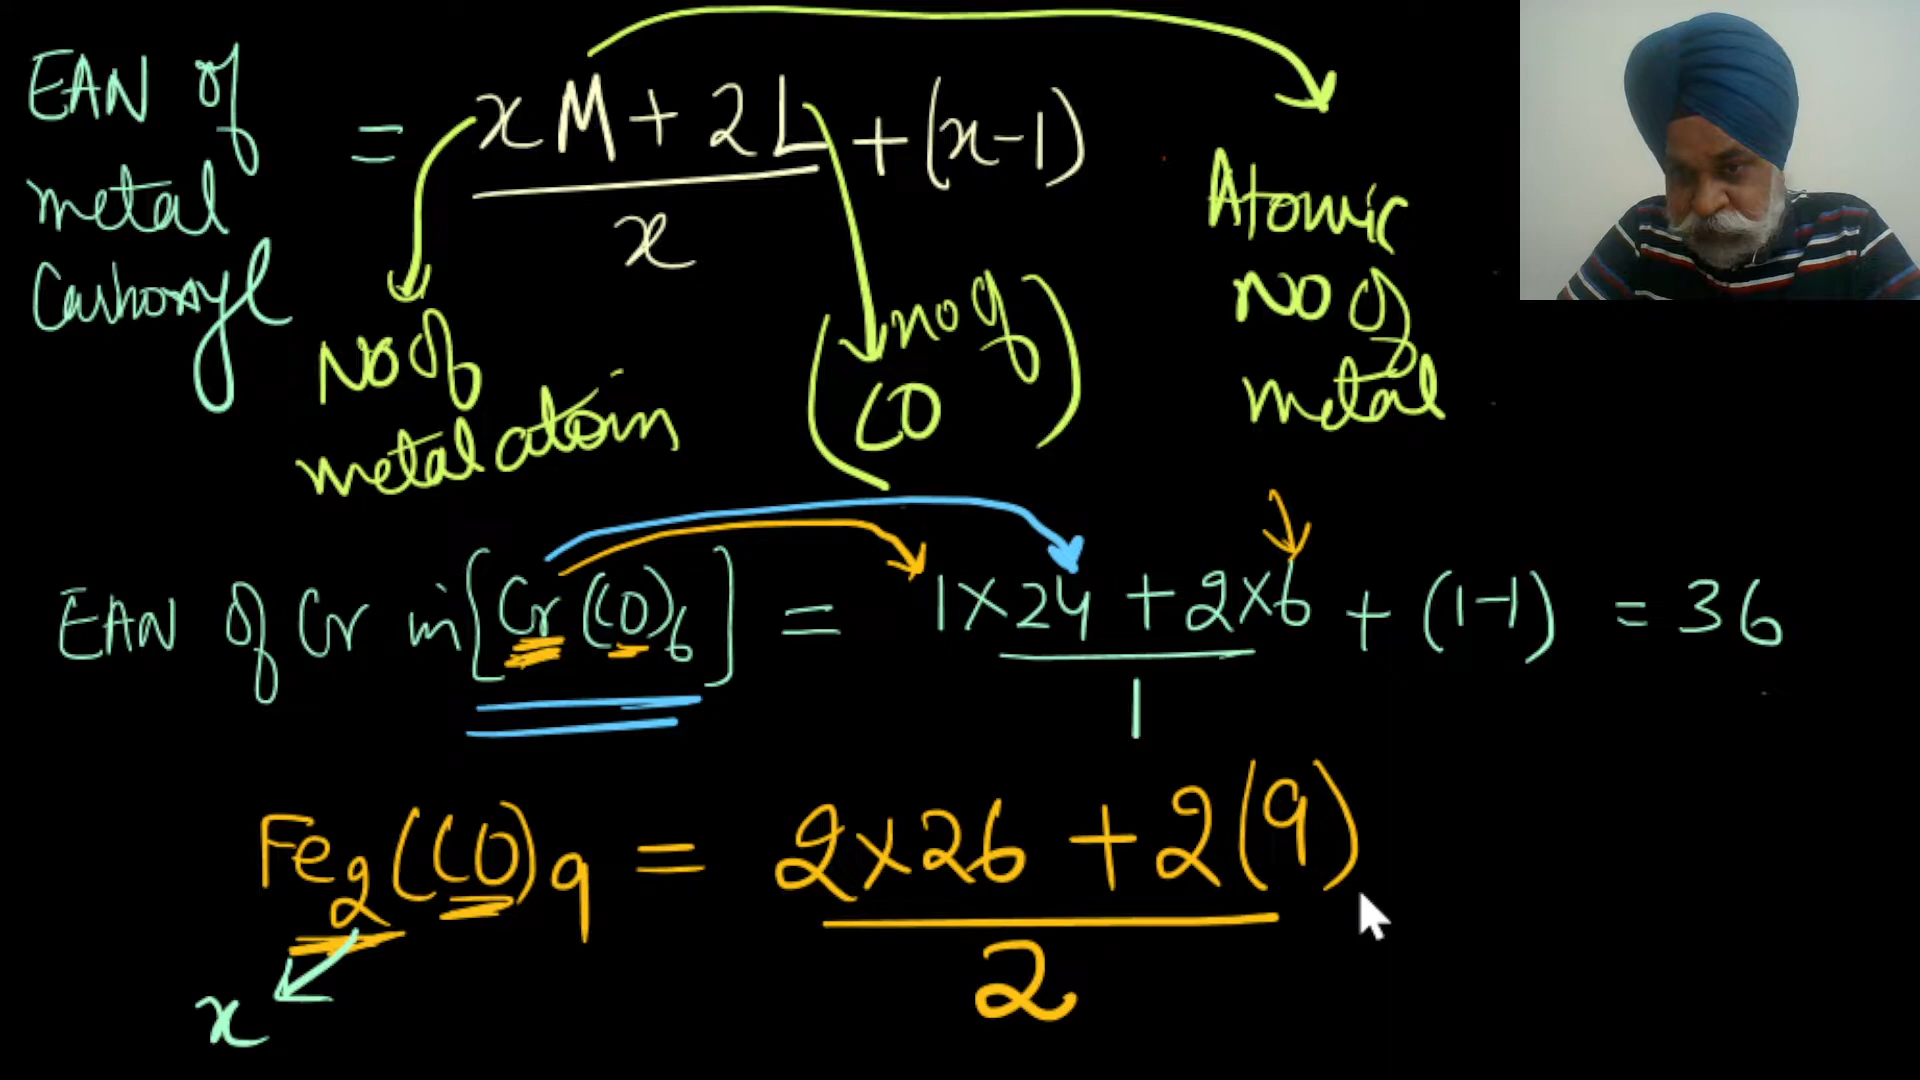 EAN of metal Carbonyl = xM + 2L / x + (x-1)
No of metal atom
(no of CO)
Atomic No of metal
EAN of Cr in [Cr(CO)6] = 1×24 + 2×6 / 1 + (1-1) = 36
Fe2(CO)9 = 2×26 + 2(9) / 2
x